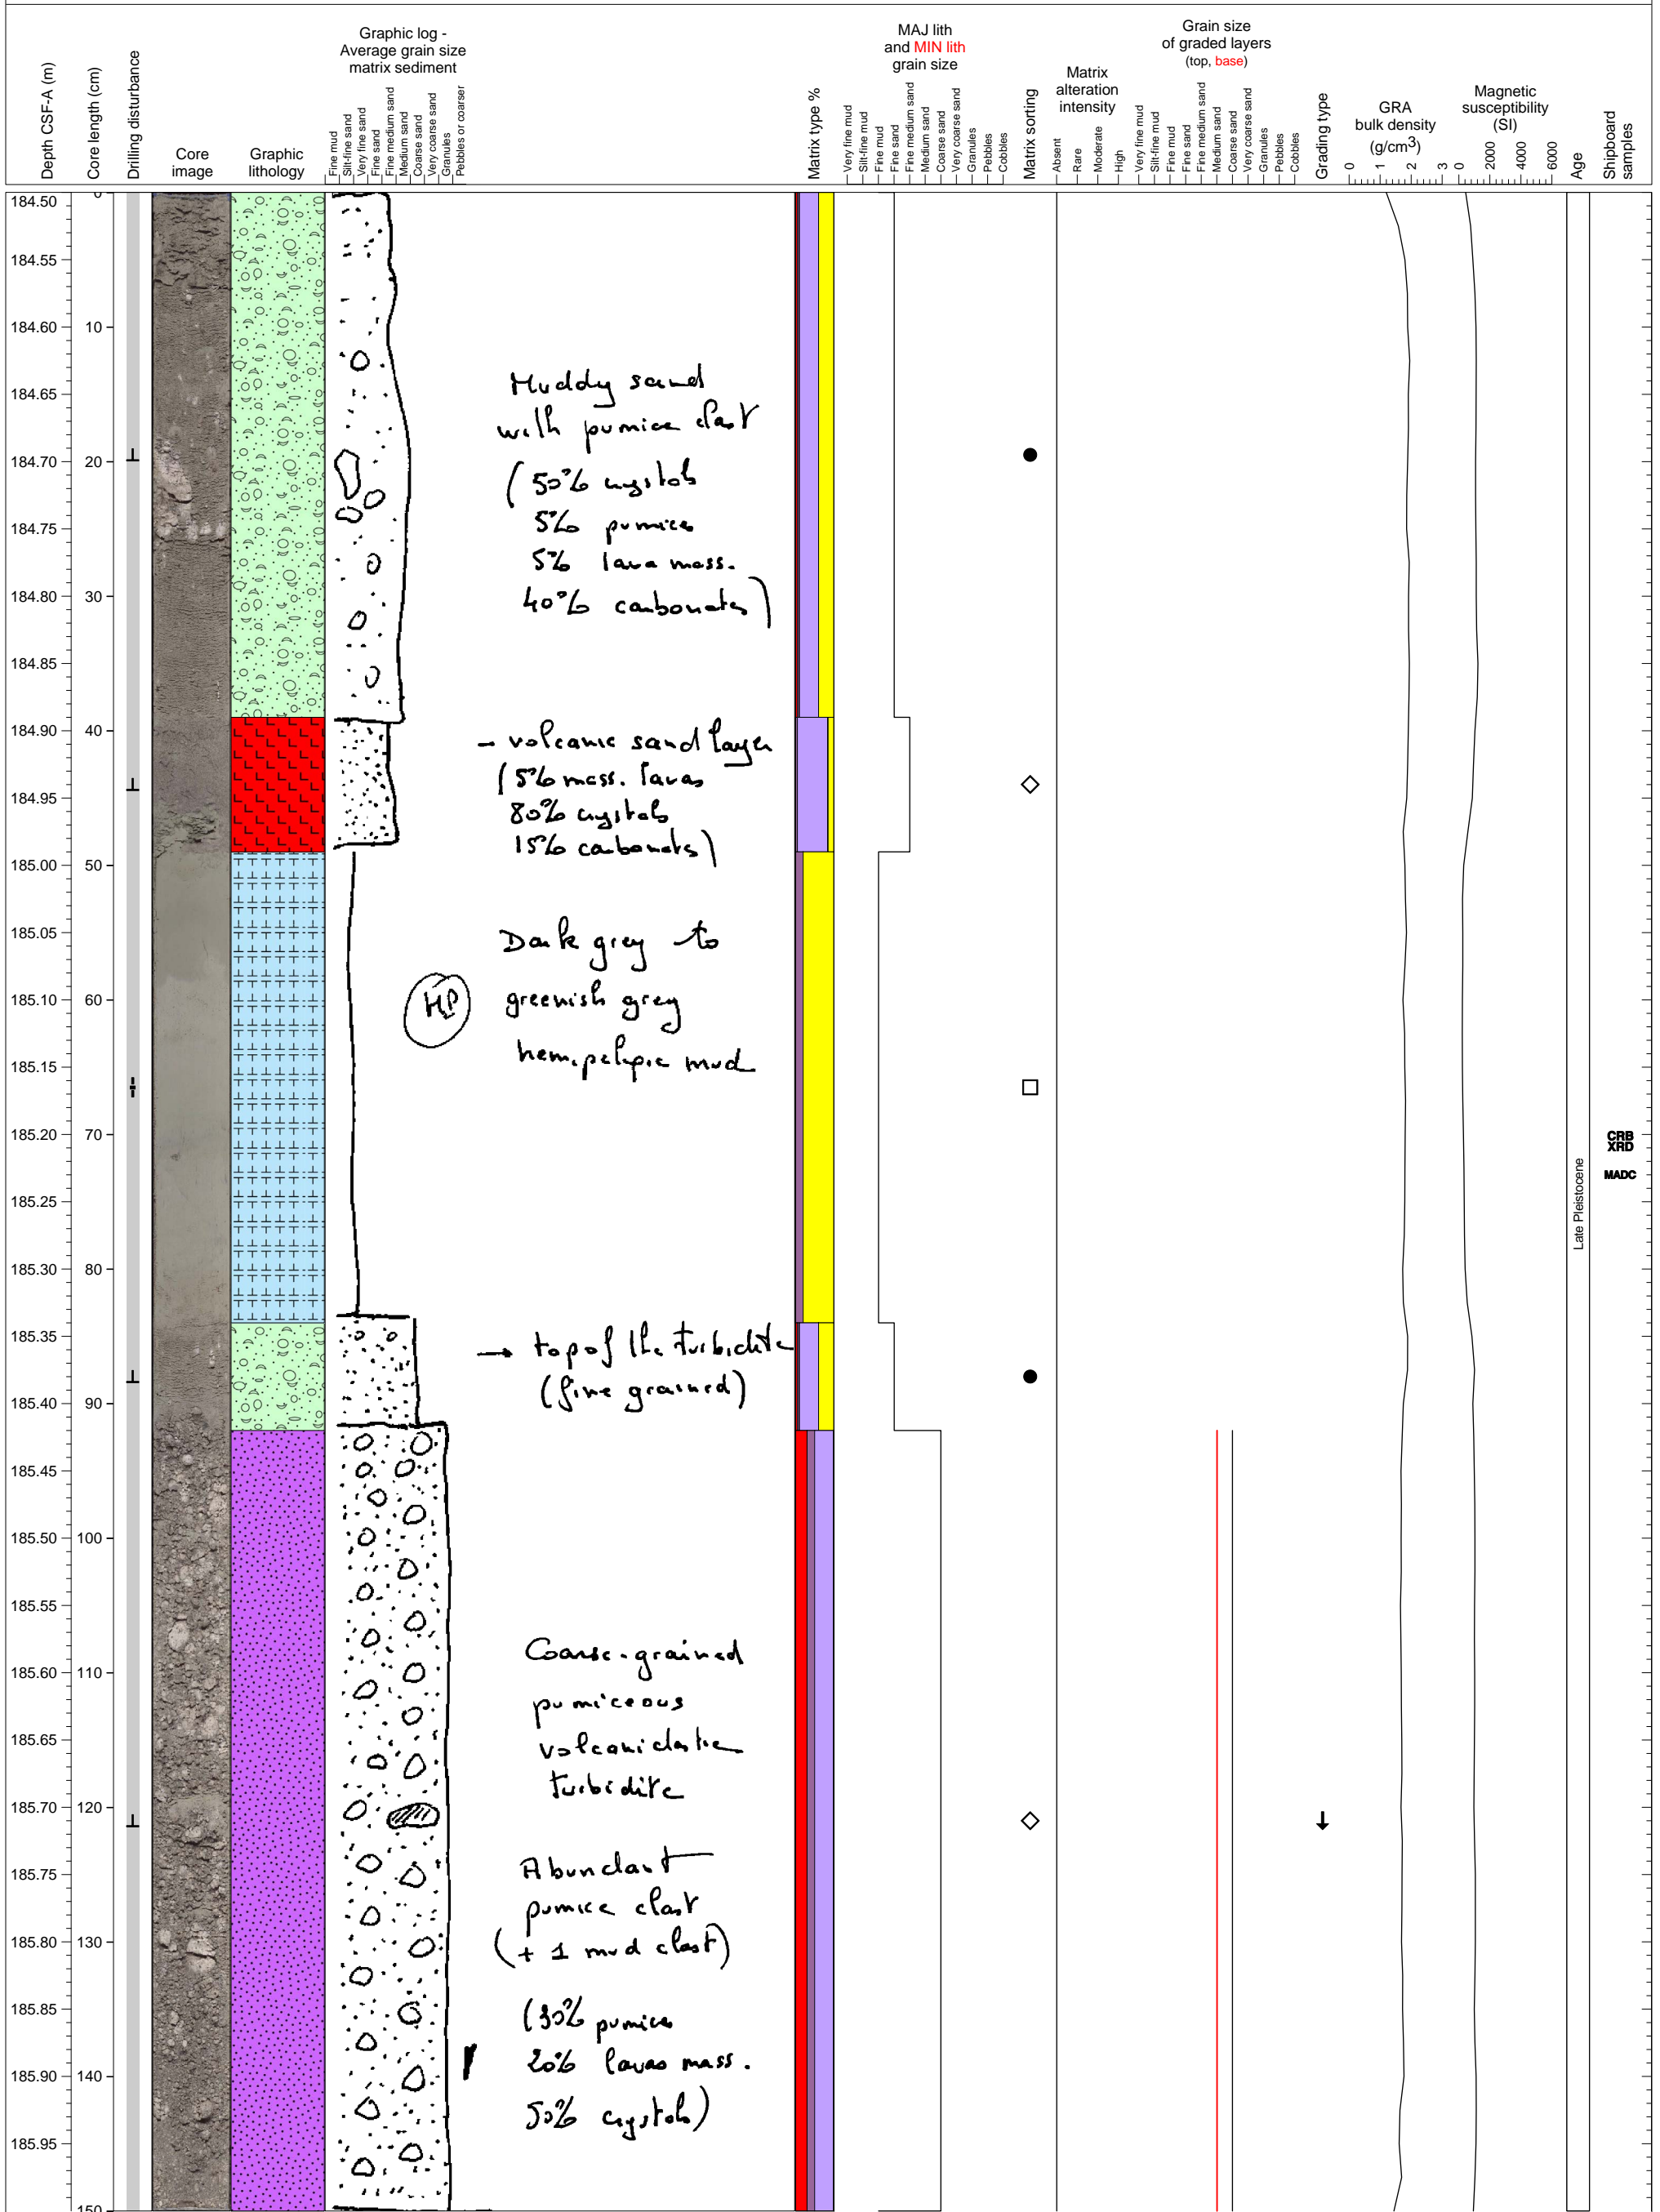 Depth CSF-A (m)
Core length (cm)
Drilling disturbance
Core
image
Graphic
lithology
Graphic log -
Average grain size
matrix sediment
Fine mud
Silt-fine sand
Very fine sand
Fine sand
Fine medium sand
Medium sand
Coarse sand
Very coarse sand
Granules
Pebbles or coarser
Matrix type %
MAJ lith
and MIN lith
grain size
Very fine mud
Silt-fine mud
Fine mud
Fine sand
Fine medium sand
Medium sand
Coarse sand
Very coarse sand
Granules
Pebbles
Cobbles
Matrix sorting
Matrix
alteration
intensity
Absent
Rare
Moderate
High
Grain size
of graded layers
(top, base)
Very fine mud
Silt-fine mud
Fine mud
Fine sand
Fine medium sand
Medium sand
Coarse sand
Very coarse sand
Granules
Pebbles
Cobbles
Grading type
GRA
bulk density
(g/cm3)
0 1 2 3
Magnetic
susceptibility
(SI)
0 2000 4000 6000
Age
Shipboard
samples
184.50 0
184.55
184.60 10
184.65
184.70 20
184.75
184.80 30
184.85
184.90 40
184.95
185.00 50
185.05
185.10 60
185.15
185.20 70
185.25
185.30 80
185.35
185.40 90
185.45
185.50 100
185.55
185.60 110
185.65
185.70 120
185.75
185.80 130
185.85
185.90 140
185.95
150
Muddy sand
with pumice clast
(50% crystals
5% pumices
5% lava mass.
40% carbonates)
- volcanic sand layer
(5% mass. lavas
80% crystals
15% carbonates)
Dark grey to
HP greenish grey
hemipelagic mud
→ top of the turbidite
(fine grained)
Coarse-grained
pumiceous
volcaniclastic
turbidite
Abundant
pumice clast
(+ 1 mud clast)
(30% pumice
20% lavas mass.
50% crystals)
Late Pleistocene
CRB
XRD
MADC